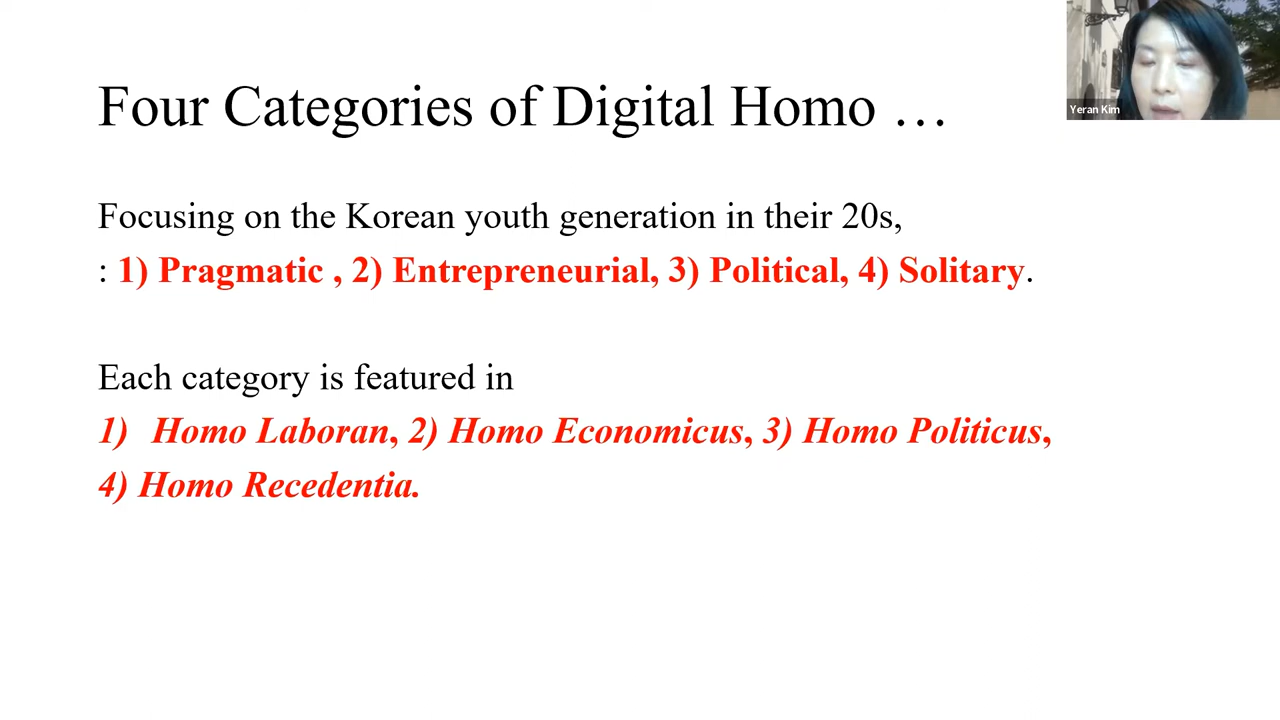 Four Categories of Digital Homo …
Yeran Kim
Focusing on the Korean youth generation in their 20s,
: 1) Pragmatic , 2) Entrepreneurial, 3) Political, 4) Solitary.
Each category is featured in
1) Homo Laboran, 2) Homo Economicus, 3) Homo Politicus,
4) Homo Recedentia.